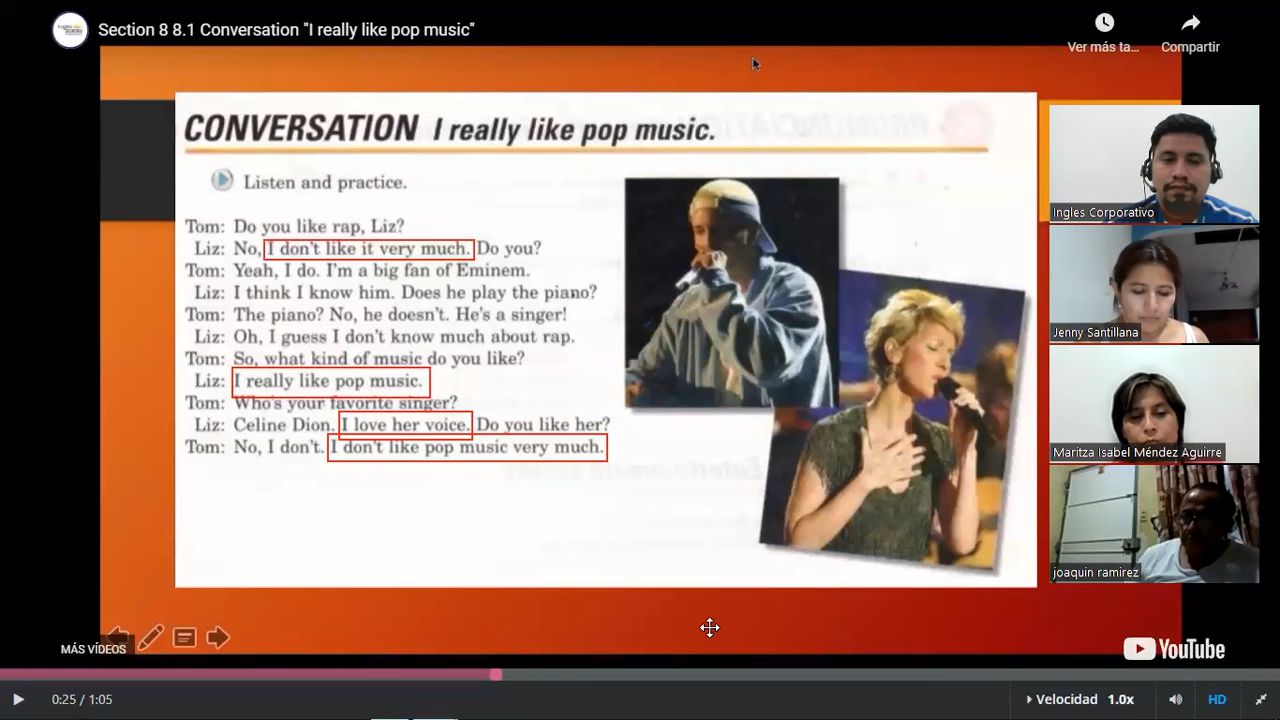 Section 8 8.1 Conversation "I really like pop music"
Ver más ta...
Compartir
CONVERSATION I really like pop music.
Listen and practice.
Tom: Do you like rap, Liz?
Liz: No, I don't like it very much. Do you?
Tom: Yeah, I do. I'm a big fan of Eminem.
Liz: I think I know him. Does he play the piano?
Tom: The piano? No, he doesn't. He's a singer!
Liz: Oh, I guess I don't know much about rap.
Tom: So, what kind of music do you like?
Liz: I really like pop music.
Tom: Who's your favorite singer?
Liz: Celine Dion. I love her voice. Do you like her?
Tom: No, I don't. I don't like pop music very much.
Ingles Corporativo
Jenny Santillana
Maritza Isabel Méndez Aguirre
joaquin ramirez
MÁS VÍDEOS
YouTube
0:25 / 1:05
Velocidad 1.0x
HD